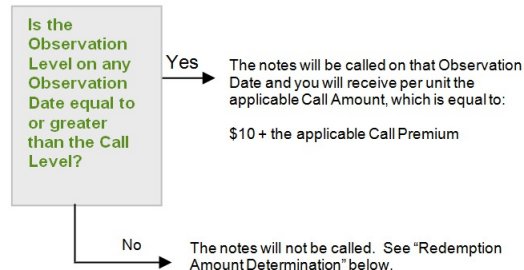 Is the
Observation
Level on any
Observation
Date equal to
or greater
than the Call
Level?
Yes
The notes will be called on that Observation
Date and you will receive per unit the
applicable Call Amount, which is equal to:
$10 + the applicable Call Premium
No
The notes will not be called. See “Redemption
Amount Determination” below.